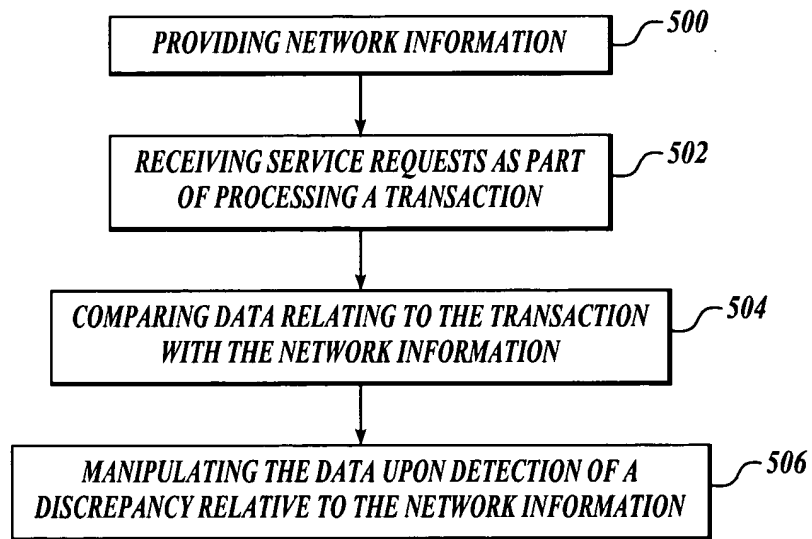 PROVIDING NETWORK INFORMATION
500
RECEIVING SERVICE REQUESTS AS PART
OF PROCESSING A TRANSACTION
502
COMPARING DATA RELATING TO THE TRANSACTION
WITH THE NETWORK INFORMATION
504
MANIPULATING THE DATA UPON DETECTION OF A
DISCREPANCY RELATIVE TO THE NETWORK INFORMATION
506